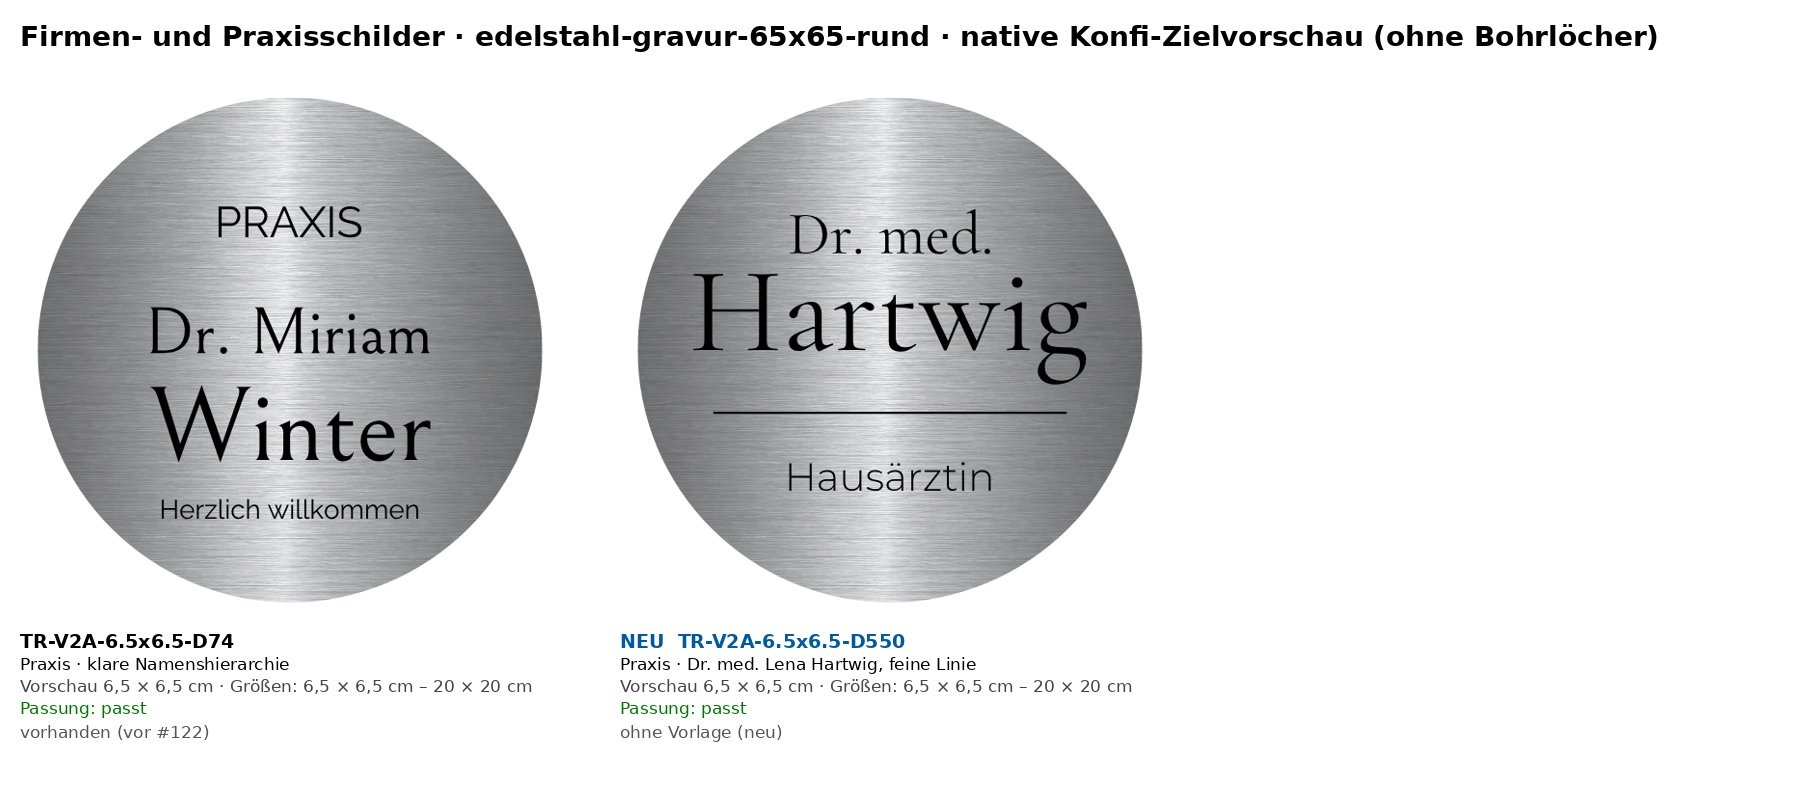 Firmen- und Praxisschilder · edelstahl-gravur-65x65-rund · native Konfi-Zielvorschau (ohne Bohrlöcher)
PRAXIS
Dr. Miriam
Winter
Herzlich willkommen
TR-V2A-6.5x6.5-D74
Praxis · klare Namenshierarchie
Vorschau 6,5 × 6,5 cm · Größen: 6,5 × 6,5 cm – 20 × 20 cm
Passung: passt
vorhanden (vor #122)
Dr. med.
Hartwig
Hausärztin
NEU TR-V2A-6.5x6.5-D550
Praxis · Dr. med. Lena Hartwig, feine Linie
Vorschau 6,5 × 6,5 cm · Größen: 6,5 × 6,5 cm – 20 × 20 cm
Passung: passt
ohne Vorlage (neu)